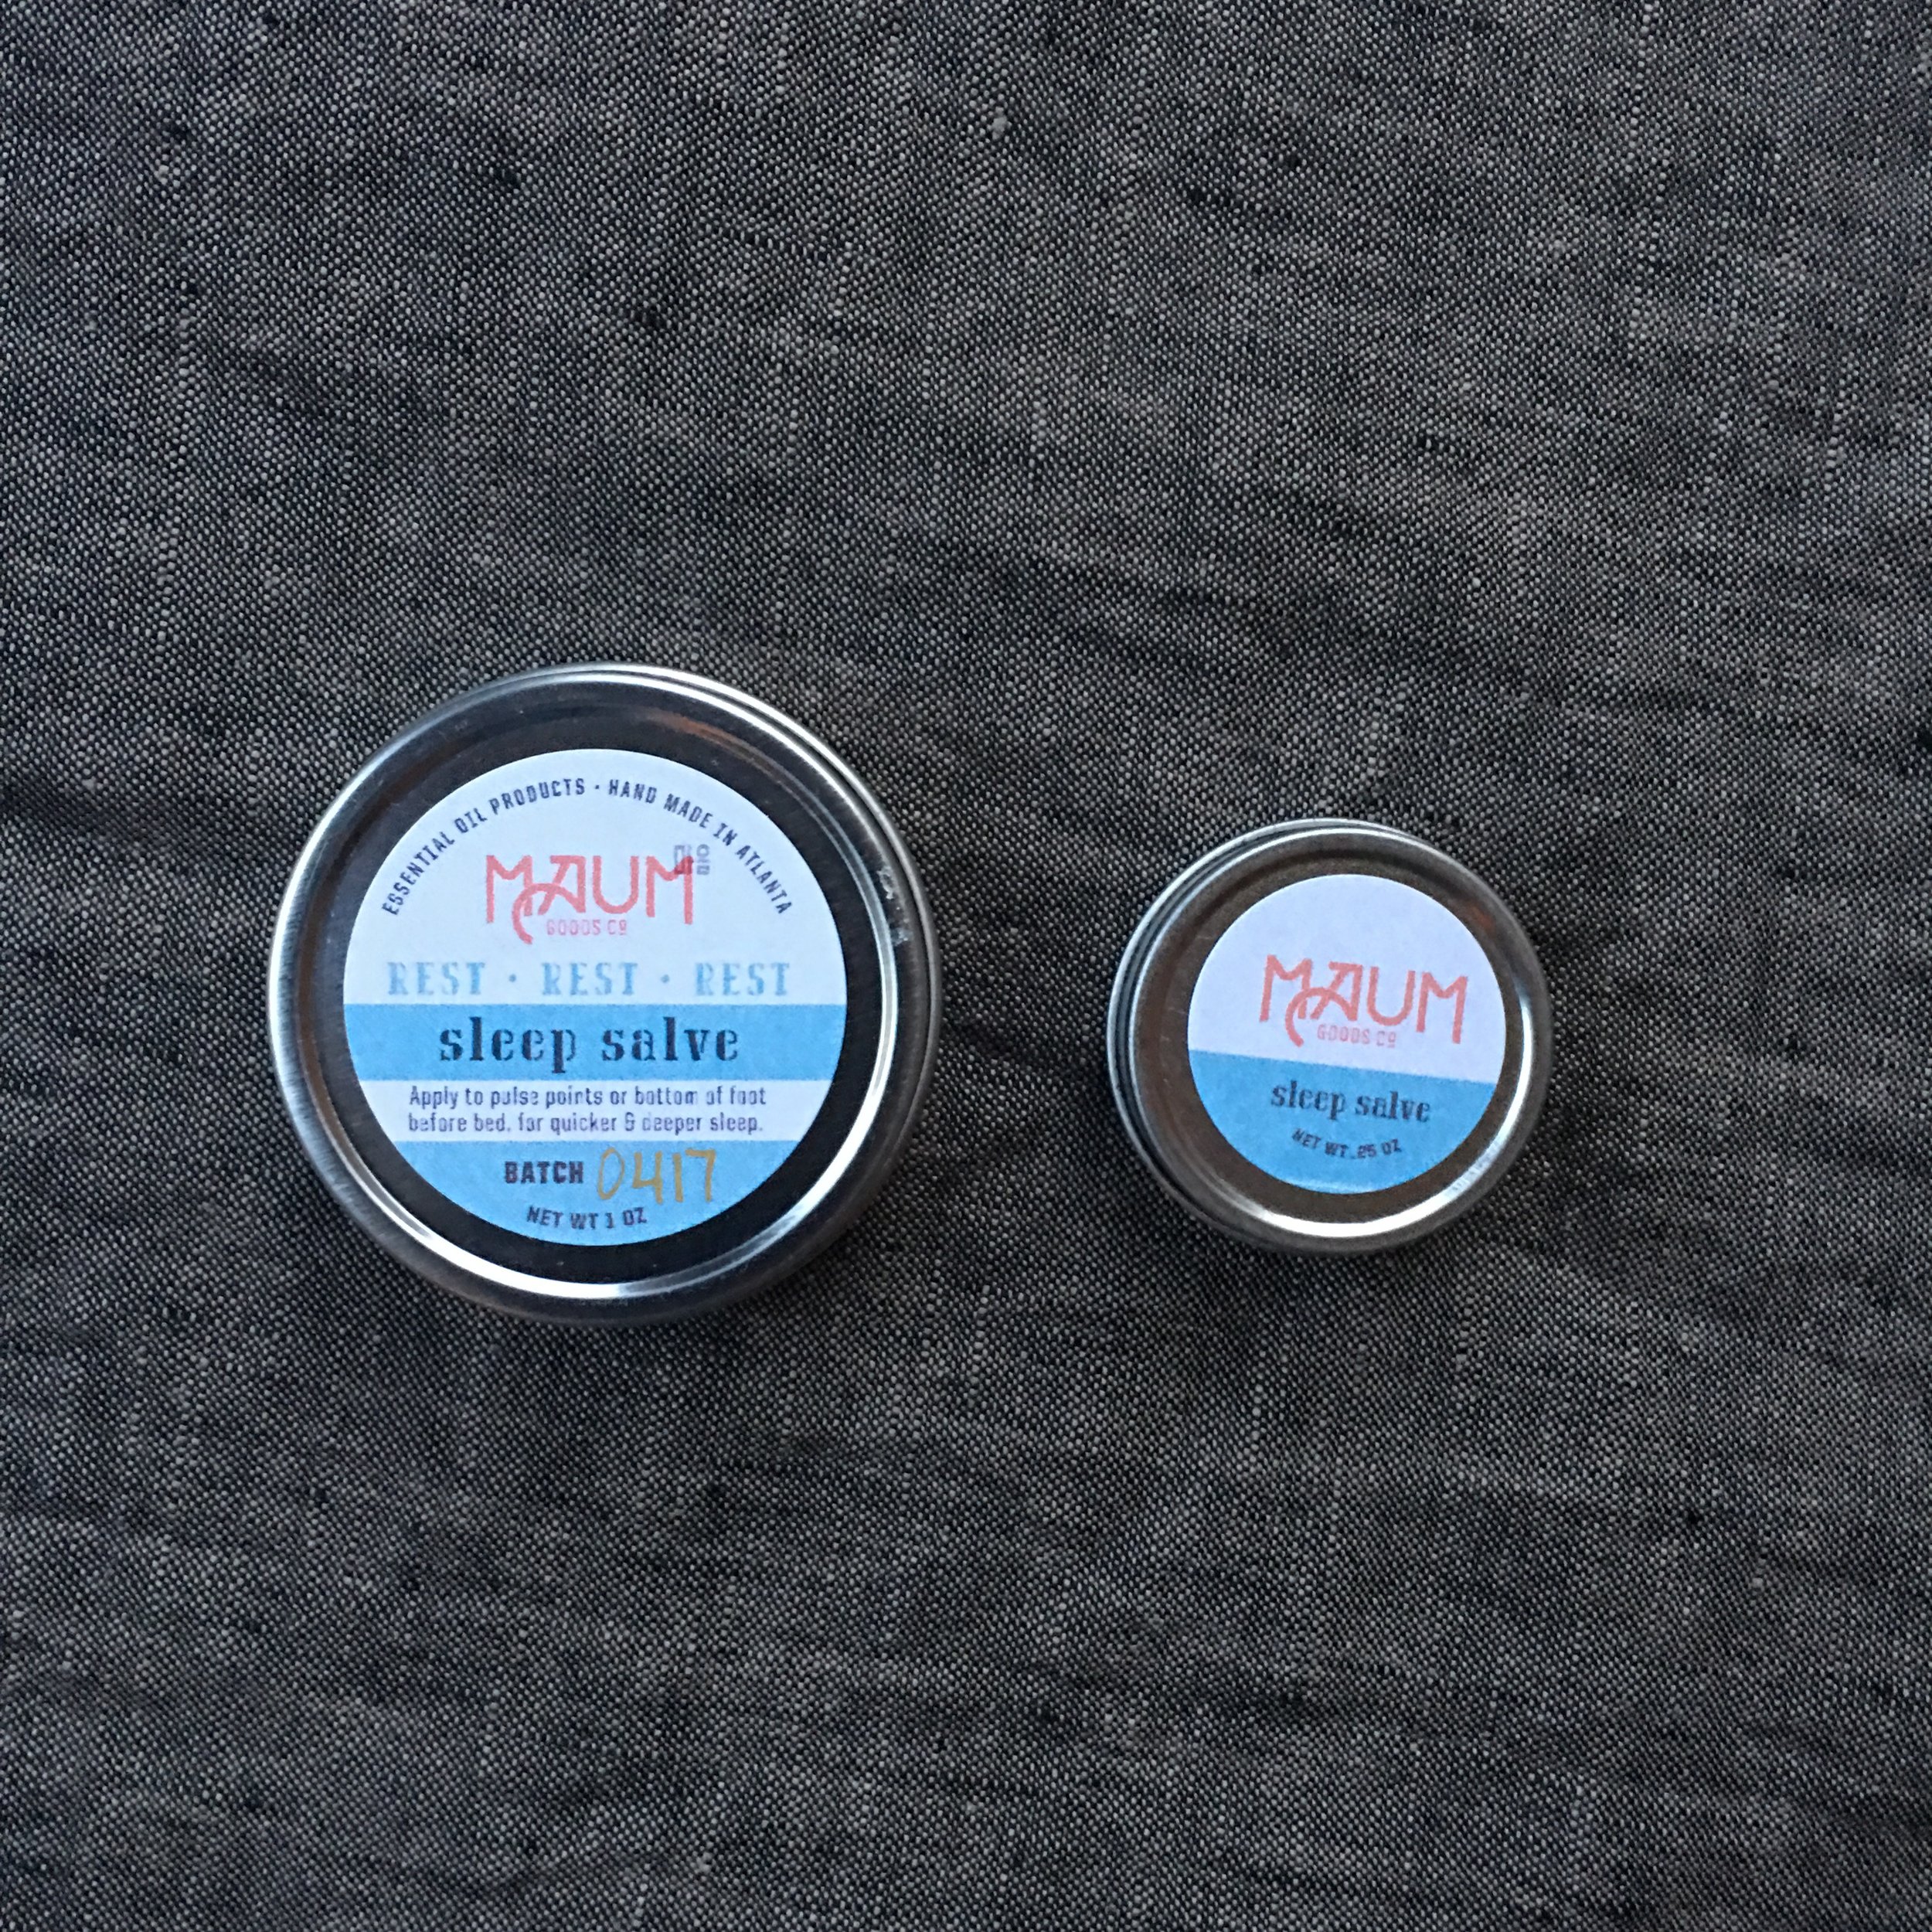 ESSENTIAL OIL PRODUCTS · HAND MADE IN ATLANTA
MAUM 마음
GOODS CO
REST · REST · REST
sleep salve
Apply to pulse points or bottom of foot
before bed, for quicker & deeper sleep.
BATCH 0417
NET WT 1 OZ
MAUM
GOODS CO
sleep salve
NET WT .25 OZ